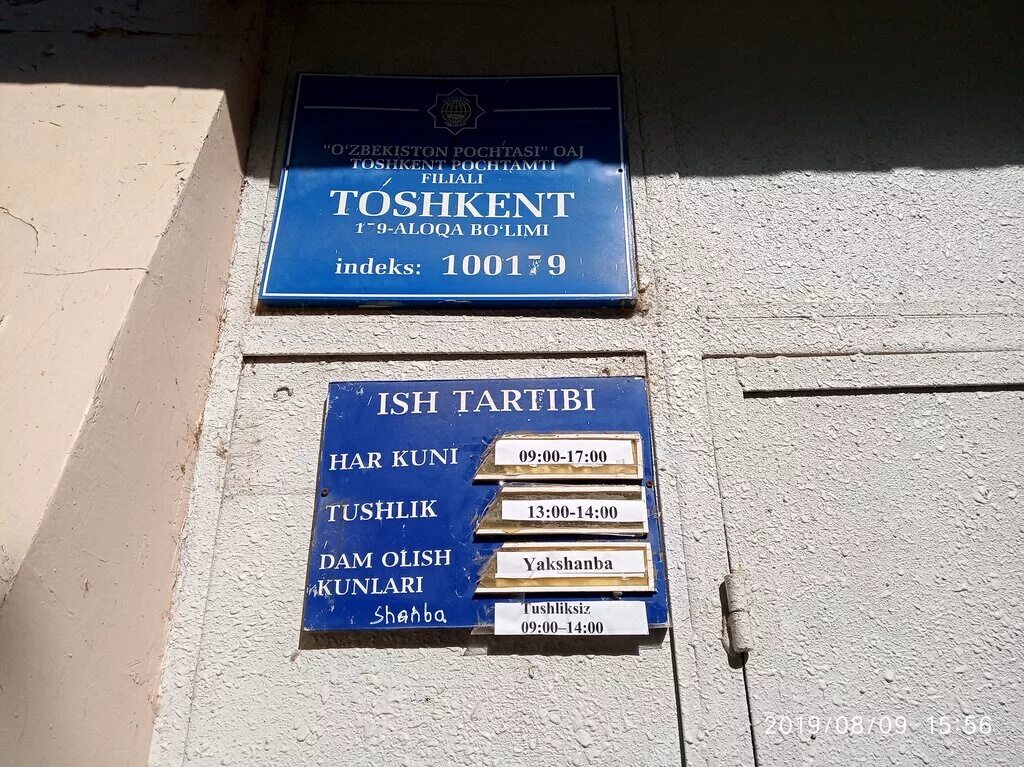 "O'ZBEKISTON POCHTASI" OAJ
TOSHKENT POCHTAMTI
FILIALI
TOSHKENT
179-ALOQA BO'LIMI
indeks: 100179
ISH TARTIBI
HAR KUNI 09:00-17:00
TUSHLIK 13:00-14:00
DAM OLISH
KUNLARI Yakshanba
Shanba Tushliksiz
09:00–14:00
2019/08/09 15:56